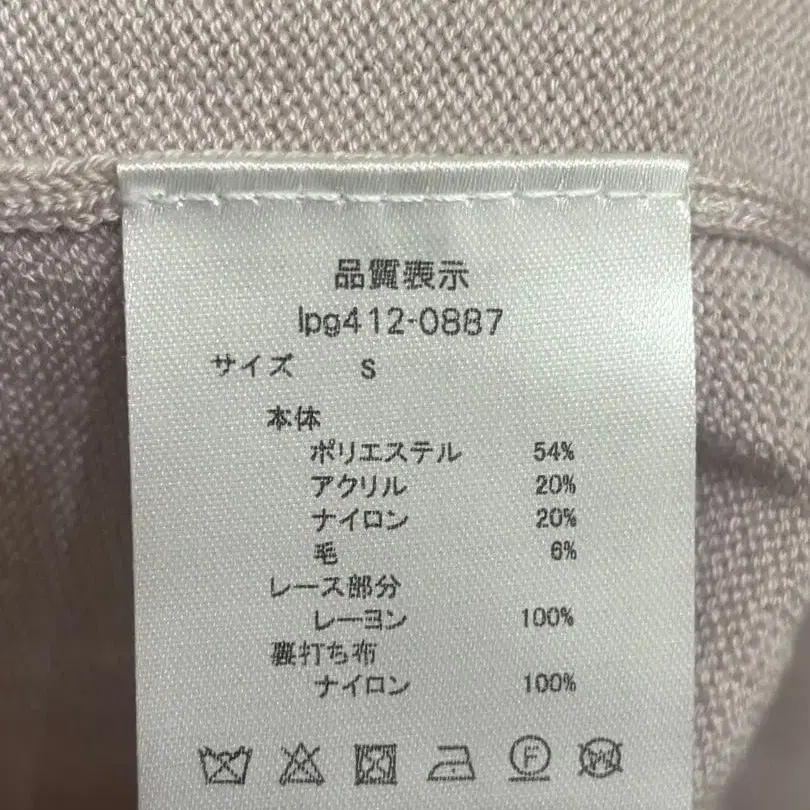 品質表示
lpg412-0887
サイズ S
本体
ポリエステル 54%
アクリル 20%
ナイロン 20%
毛 6%
レース部分
レーヨン 100%
裏打ち布
ナイロン 100%
F W